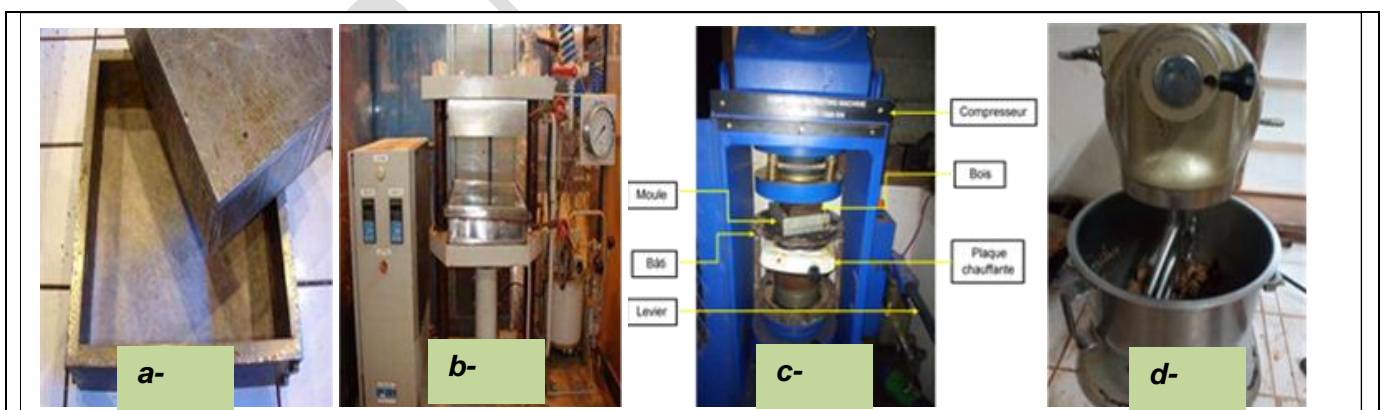 Compresseur
Bois
Moule
Bâti
Plaque
chauffante
Levier
a-
b-
c-
d-